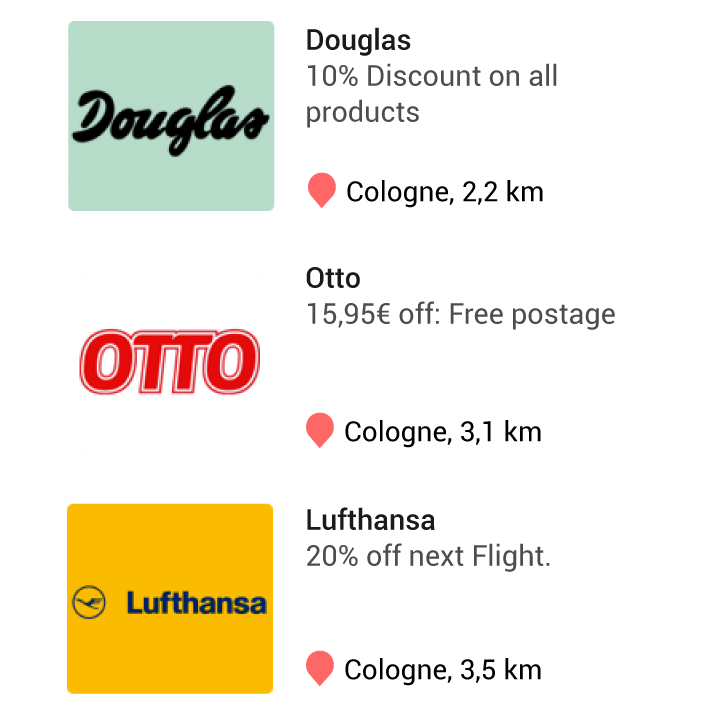 Douglas
Douglas
10% Discount on all
products
Cologne, 2,2 km
OTTO
Otto
15,95€ off: Free postage
Cologne, 3,1 km
Lufthansa
Lufthansa
20% off next Flight.
Cologne, 3,5 km